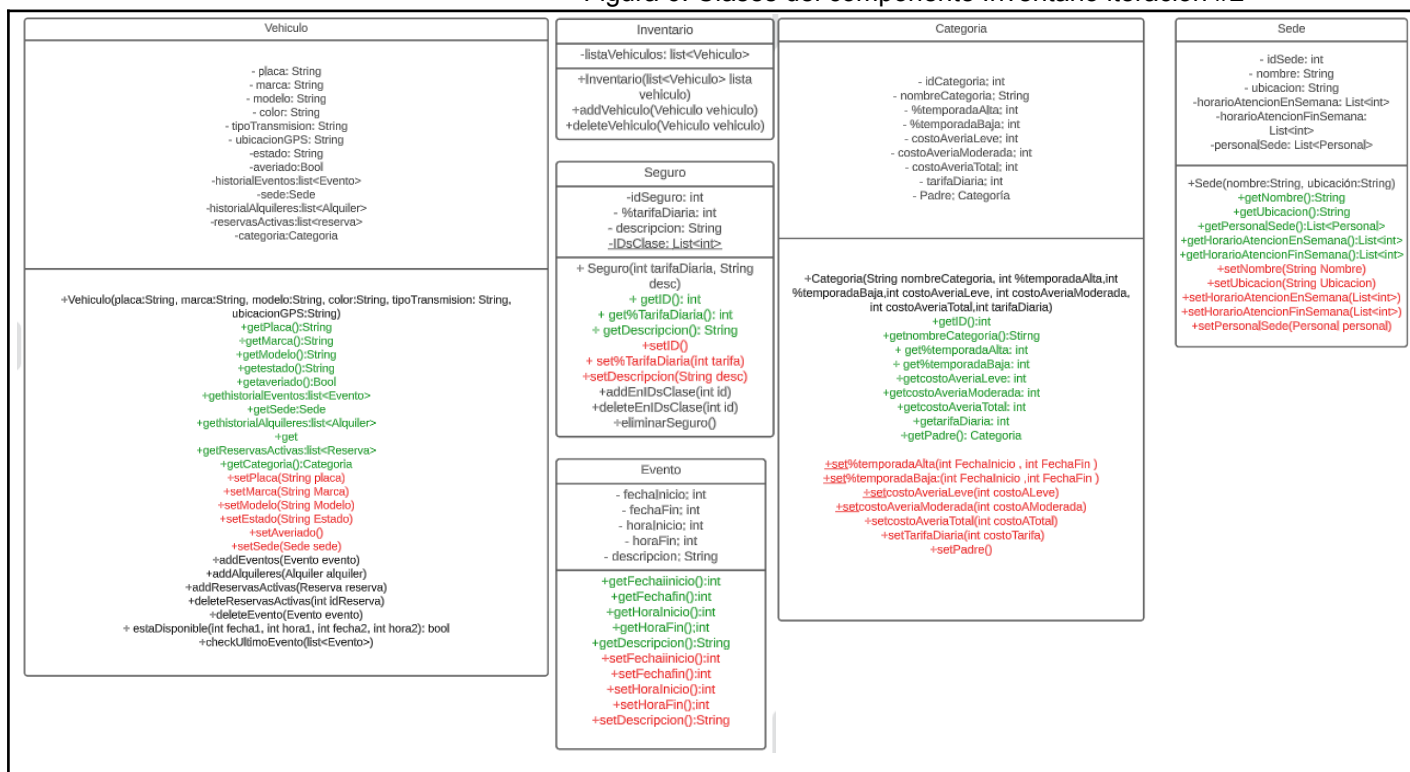 Vehiculo
- placa: String
- marca: String
- modelo: String
- color: String
- tipoTransmision: String
- ubicacionGPS: String
-estado: String
-averiado:Bool
-historialEventos:list<Evento>
-sede:Sede
-historialAlquileres:list<Alquiler>
-reservasActivas:list<reserva>
-categoria:Categoria
+Vehiculo(placa:String, marca:String, modelo:String, color:String, tipoTransmision: String,
ubicacionGPS:String)
+getPlaca():String
+getMarca():String
+getModelo():String
+getestado():String
+getaveriado():Bool
+gethistorialEventos:list<Evento>
+getSede:Sede
+gethistorialAlquileres:list<Alquiler>
+get
+getReservasActivas:list<Reserva>
+getCategoria():Categoria
+setPlaca(String placa)
+setMarca(String Marca)
+setModelo(String Modelo)
+setEstado(String Estado)
+setAveriado()
+setSede(Sede sede)
+addEventos(Evento evento)
+addAlquileres(Alquiler alquiler)
+addReservasActivas(Reserva reserva)
+deleteReservasActivas(int idReserva)
+deleteEvento(Evento evento)
+ estaDisponible(int fecha1, int hora1, int fecha2, int hora2): bool
+checkUltimoEvento(list<Evento>)
Inventario
-listaVehiculos: list<Vehiculo>
+Inventario(list<Vehiculo> lista
vehiculo)
+addVehiculo(Vehiculo vehiculo)
+deleteVehiculo(Vehiculo vehiculo)
Seguro
-idSeguro: int
- %tarifaDiaria: int
- descripcion: String
-IDsClase: List<int>
+ Seguro(int tarifaDiaria, String
desc)
+ getID(): int
+ get%TarifaDiaria(): int
+ getDescripcion(): String
+setID()
+ set%TarifaDiaria(int tarifa)
+setDescripcion(String desc)
+addEnIDsClase(int id)
+deleteEnIDsClase(int id)
+eliminarSeguro()
Evento
- fechaInicio; int
- fechaFin; int
- horaInicio; int
- horaFin; int
- descripcion; String
+getFechaiinicio():int
+getFechafin():int
+getHoraInicio():int
+getHoraFin();int
+getDescripcion():String
+setFechaiinicio():int
+setFechafin():int
+setHoraInicio():int
+setHoraFin();int
+setDescripcion():String
Categoria
- idCategoria; int
- nombreCategoria; String
- %temporadaAlta; int
- %temporadaBaja; int
- costoAveriaLeve; int
- costoAveriaModerada; int
- costoAveriaTotal; int
- tarifaDiaria; int
- Padre; Categoría
+Categoria(String nombreCategoria, int %temporadaAlta,int
%temporadaBaja,int costoAveriaLeve, int costoAveriaModerada,
int costoAveriaTotal,int tarifaDiaria)
+getID():int
+getnombreCategoria():Stirng
+ get%temporadaAlta: int
+ get%temporadaBaja: int
+getcostoAveriaLeve: int
+getcostoAveriaModerada: int
+getcostoAveriaTotal: int
+getarifaDiaria: int
+getPadre(): Categoria
+set%temporadaAlta(int FechaInicio , int FechaFin )
+set%temporadaBaja:(int FechaInicio ,int FechaFin )
+setcostoAveriaLeve(int costoALeve)
+setcostoAveriaModerada(int costoAModerada)
+setcostoAveriaTotal(int costoATotal)
+setTarifaDiaria(int costoTarifa)
+setPadre()
Sede
- idSede: int
- nombre: String
- ubicacion: String
-horarioAtencionEnSemana: List<int>
-horarioAtencionFinSemana:
List<int>
-personalSede: List<Personal>
+Sede(nombre:String, ubicación:String)
+getNombre():String
+getUbicacion():String
+getPersonalSede():List<Personal>
+getHorarioAtencionEnSemana():List<int>
+getHorarioAtencionFinSemana():List<int>
+setNombre(String Nombre)
+setUbicacion(String Ubicacion)
+setHorarioAtencionEnSemana(List<int>)
+setHorarioAtencionFinSemana(List<int>)
+setPersonalSede(Personal personal)